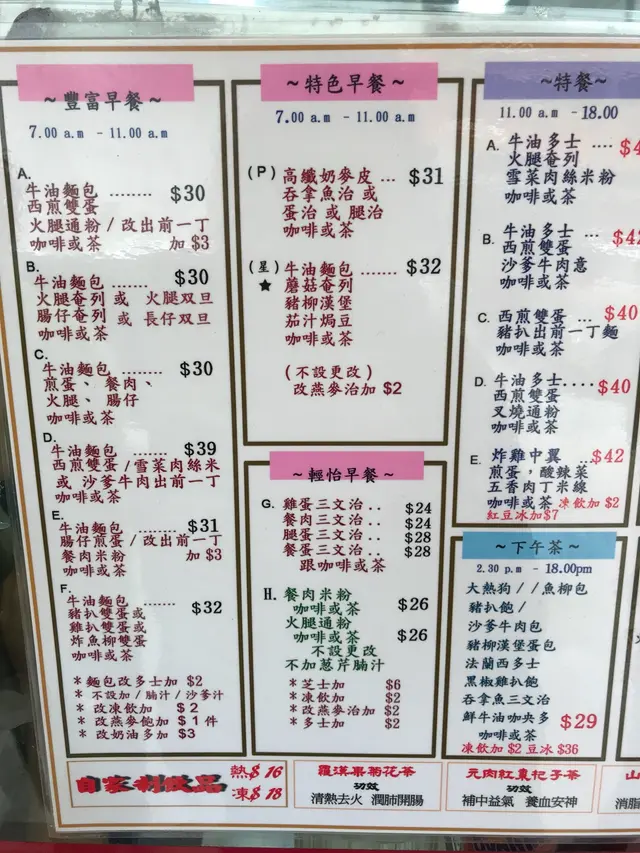 ~豐富早餐~
7.00 a.m - 11.00 a.m
A.
牛油麵包 ........ $30
西煎雙蛋
火腿通粉/改出前一丁
咖啡或茶 加 $3
B.
牛油麵包 ...... $30
火腿奄列 或 火腿双旦
腸仔奄列 或 長仔双旦
咖啡或茶
C.
牛油麵包 ...... $30
煎蛋、餐肉、
火腿、腸仔
咖啡或茶
D.
牛油麵包 ...... $39
西煎雙蛋/雪菜肉絲米
或 沙爹牛肉出前一丁
咖啡或茶
E.
牛油麵包 ...... $31
腸仔煎蛋/改出前一丁
餐肉米粉 加 $3
咖啡或茶
F.
牛油麵包 ...... $32
豬扒雙蛋或
雞扒雙蛋或
炸魚柳雙蛋
咖啡或茶
*麵包改多士加 $2
*不設加/腩汁/沙爹汁
*改凍飲加 $2
*改燕麥飽加 $1件
*改奶油多加 $3
~特色早餐~
7.00 a.m - 11.00 a.m
(P) 高纖奶麥皮 ... $31
吞拿魚治 或
蛋治 或 腿治
咖啡或茶
(星) 牛油麵包 ....... $32
★ 蘑菇奄列
豬柳漢堡
茄汁焗豆
咖啡或茶
(不設更改)
改燕麥治加 $2
~輕怡早餐~
G. 雞蛋三文治.. $24
餐肉三文治.. $24
腿蛋三文治.. $28
餐蛋三文治.. $28
跟咖啡或茶
H. 餐肉米粉
咖啡或茶 $26
火腿通粉
咖啡或茶 $26
不設更改
不加葱芹腩汁
*芝士加 $6
*凍飲加 $2
*改燕麥治加 $2
*多士加 $2
~特餐
11.00 am - 18.00
A. 牛油多士 ....
火腿奄列
雪菜肉絲米粉
咖啡或茶
B. 牛油多士 ...
西煎雙蛋
沙爹牛肉意
咖啡或茶
C. 西煎雙蛋 ... $40
豬扒出前一丁麵
咖啡或茶
D. 牛油多士.... $40
西煎雙蛋
叉燒通粉
咖啡或茶
E. 炸雞中翼 ... $42
煎蛋,酸辣菜
五香肉丁米線
咖啡或茶 凍飲加 $2
紅豆冰加$7
~下午茶~
2.30 p.m - 18.00pm
大熱狗//魚柳包
豬扒飽/
沙爹牛肉包
豬柳漢堡蛋包
法蘭西多士
黑椒雞扒飽
吞拿魚三文治
鮮牛油咖央多 $29
咖啡或茶
凍飲加 $2 豆冰 $36
自家制飲品 熱$ 16
凍$ 18
羅漢果菊花茶
功效
清熱去火 潤肺開腸
元肉紅棗杞子茶
功效
補中益氣 養血安神
山
消脂